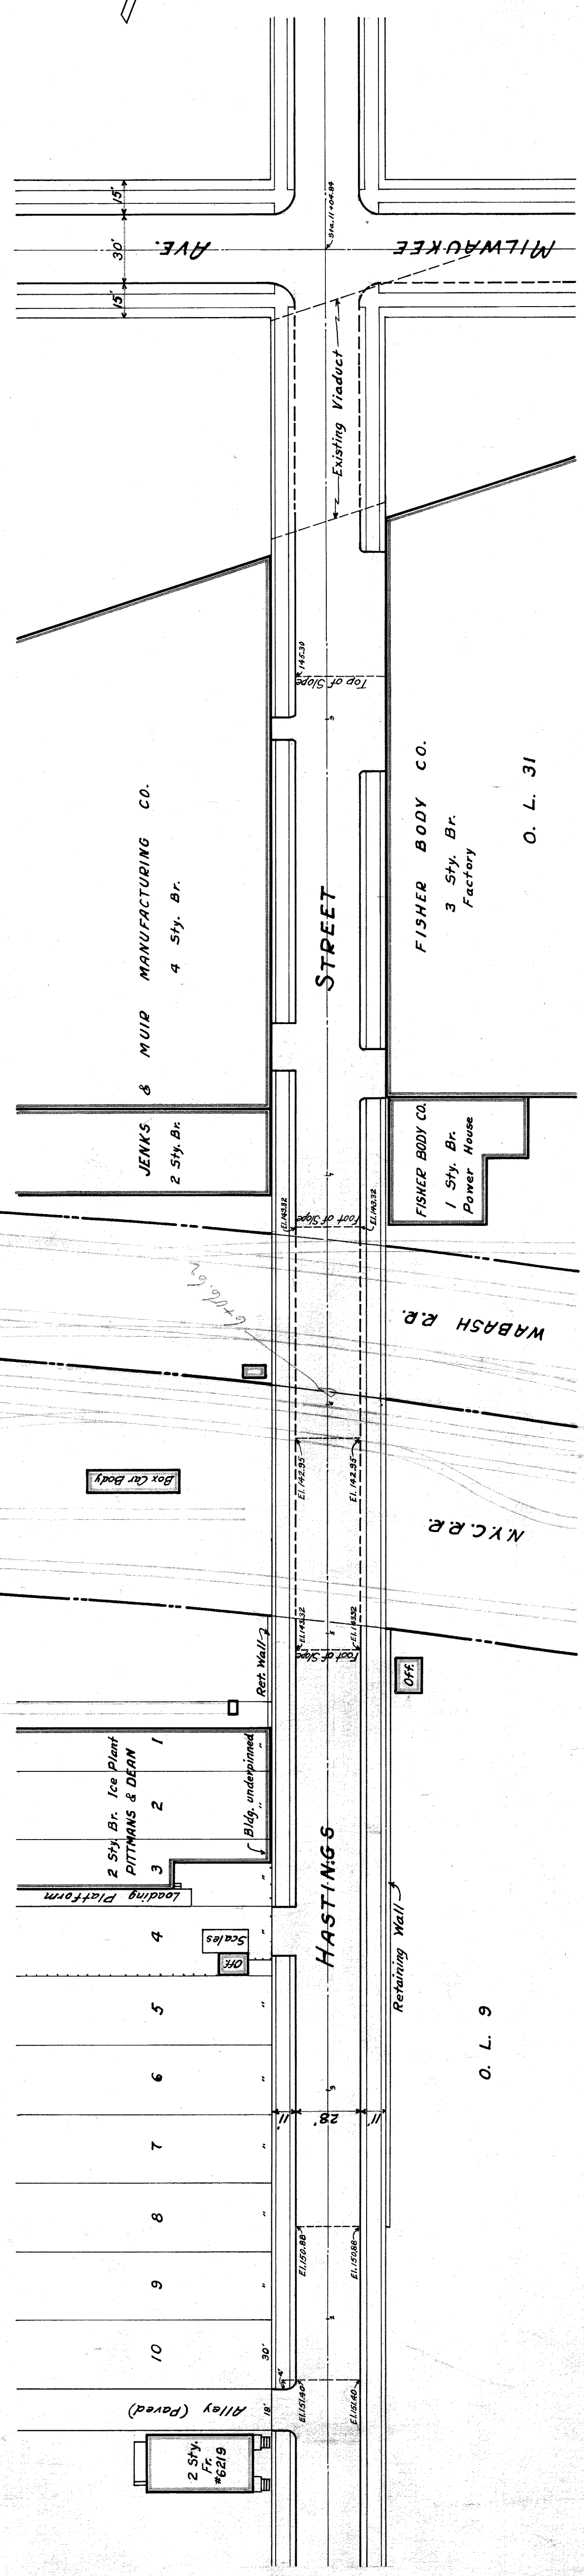 15'
30'
15'
AVE.
Sta. 11+04.84
MILWAUKEE
Existing Viaduct
145.30
Top of Slope
JENKS & MUIR MANUFACTURING CO.
4 Sty. Br.
2 Sty. Br.
STREET
FISHER BODY CO.
3 Sty. Br.
Factory
O. L. 31
FISHER BODY CO.
1 Sty. Br.
Power House
El.143.32
Foot of Slope
El.143.32
WABASH R.R.
6+06.62
Box Car Body
El. 142.95
El. 142.95
N.Y.C.R.R.
El.143.32
El.143.32
Foot of Slope
Ret. Wall
Off.
2 Sty. Br. Ice Plant
PITTMANS & DEAN
Bldg. underpinned
1
"
2
"
3
"
Loading Platform
4
Scales
Off.
"
HASTINGS
Retaining Wall
5
"
6
"
O. L. 9
3
11'
28'
11'
7
"
8
"
El.150.88
El.150.88
9
"
2
10
30'
El.151.40
El.151.40
Alley (Paved)
18'
2 Sty.
Fr.
#6219